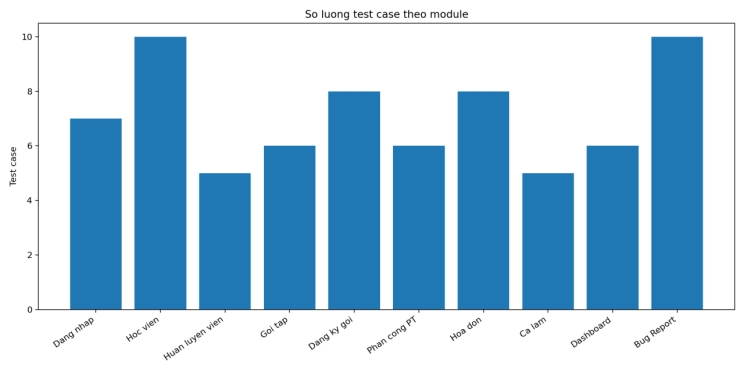 So luong test case theo module
Test case
10
8
6
4
2
0
Dang nhap
Hoc vien
Huan luyen vien
Goi tap
Dang ky goi
Phan cong PT
Hoa don
Ca lam
Dashboard
Bug Report